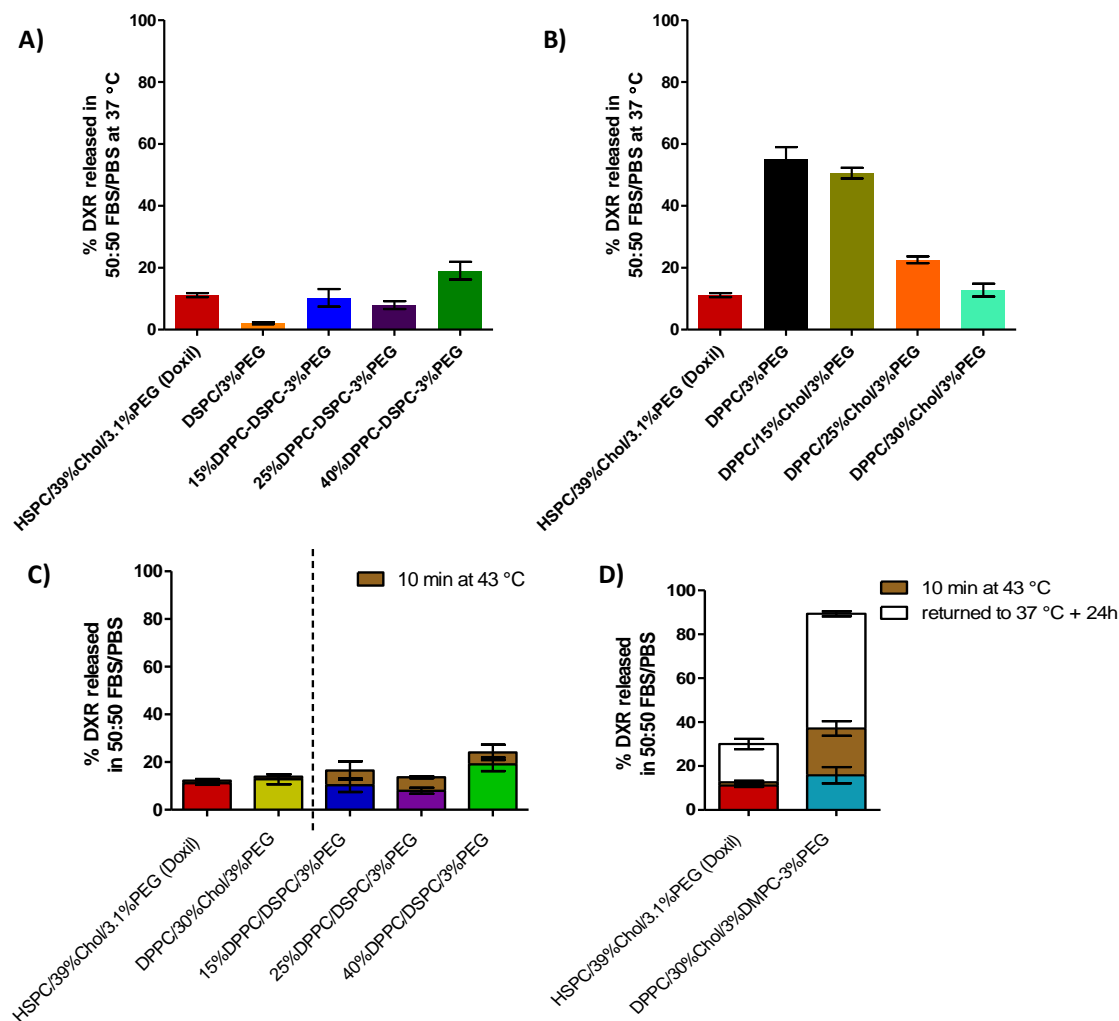 A)
% DXR released in
50:50 FBS/PBS at 37 °C
100
80
60
40
20
0
HSPC/39%Chol/3.1%PEG (Doxil)
DSPC/3%PEG
15%DPPC-DSPC-3%PEG
25%DPPC-DSPC-3%PEG
40%DPPC-DSPC-3%PEG
B)
% DXR released in
50:50 FBS/PBS at 37 °C
100
80
60
40
20
0
HSPC/39%Chol/3.1%PEG (Doxil)
DPPC/3%PEG
DPPC/15%Chol/3%PEG
DPPC/25%Chol/3%PEG
DPPC/30%Chol/3%PEG
C)
% DXR released
in 50:50 FBS/PBS
100
80
60
40
20
0
10 min at 43 °C
HSPC/39%Chol/3.1%PEG (Doxil)
DPPC/30%Chol/3%PEG
15%DPPC/DSPC/3%PEG
25%DPPC/DSPC/3%PEG
40%DPPC/DSPC/3%PEG
D)
% DXR released
in 50:50 FBS/PBS
100
80
60
40
20
0
10 min at 43 °C
returned to 37 °C + 24h
HSPC/39%Chol/3.1%PEG (Doxil)
DPPC/30%Chol/3%DMPC-3%PEG